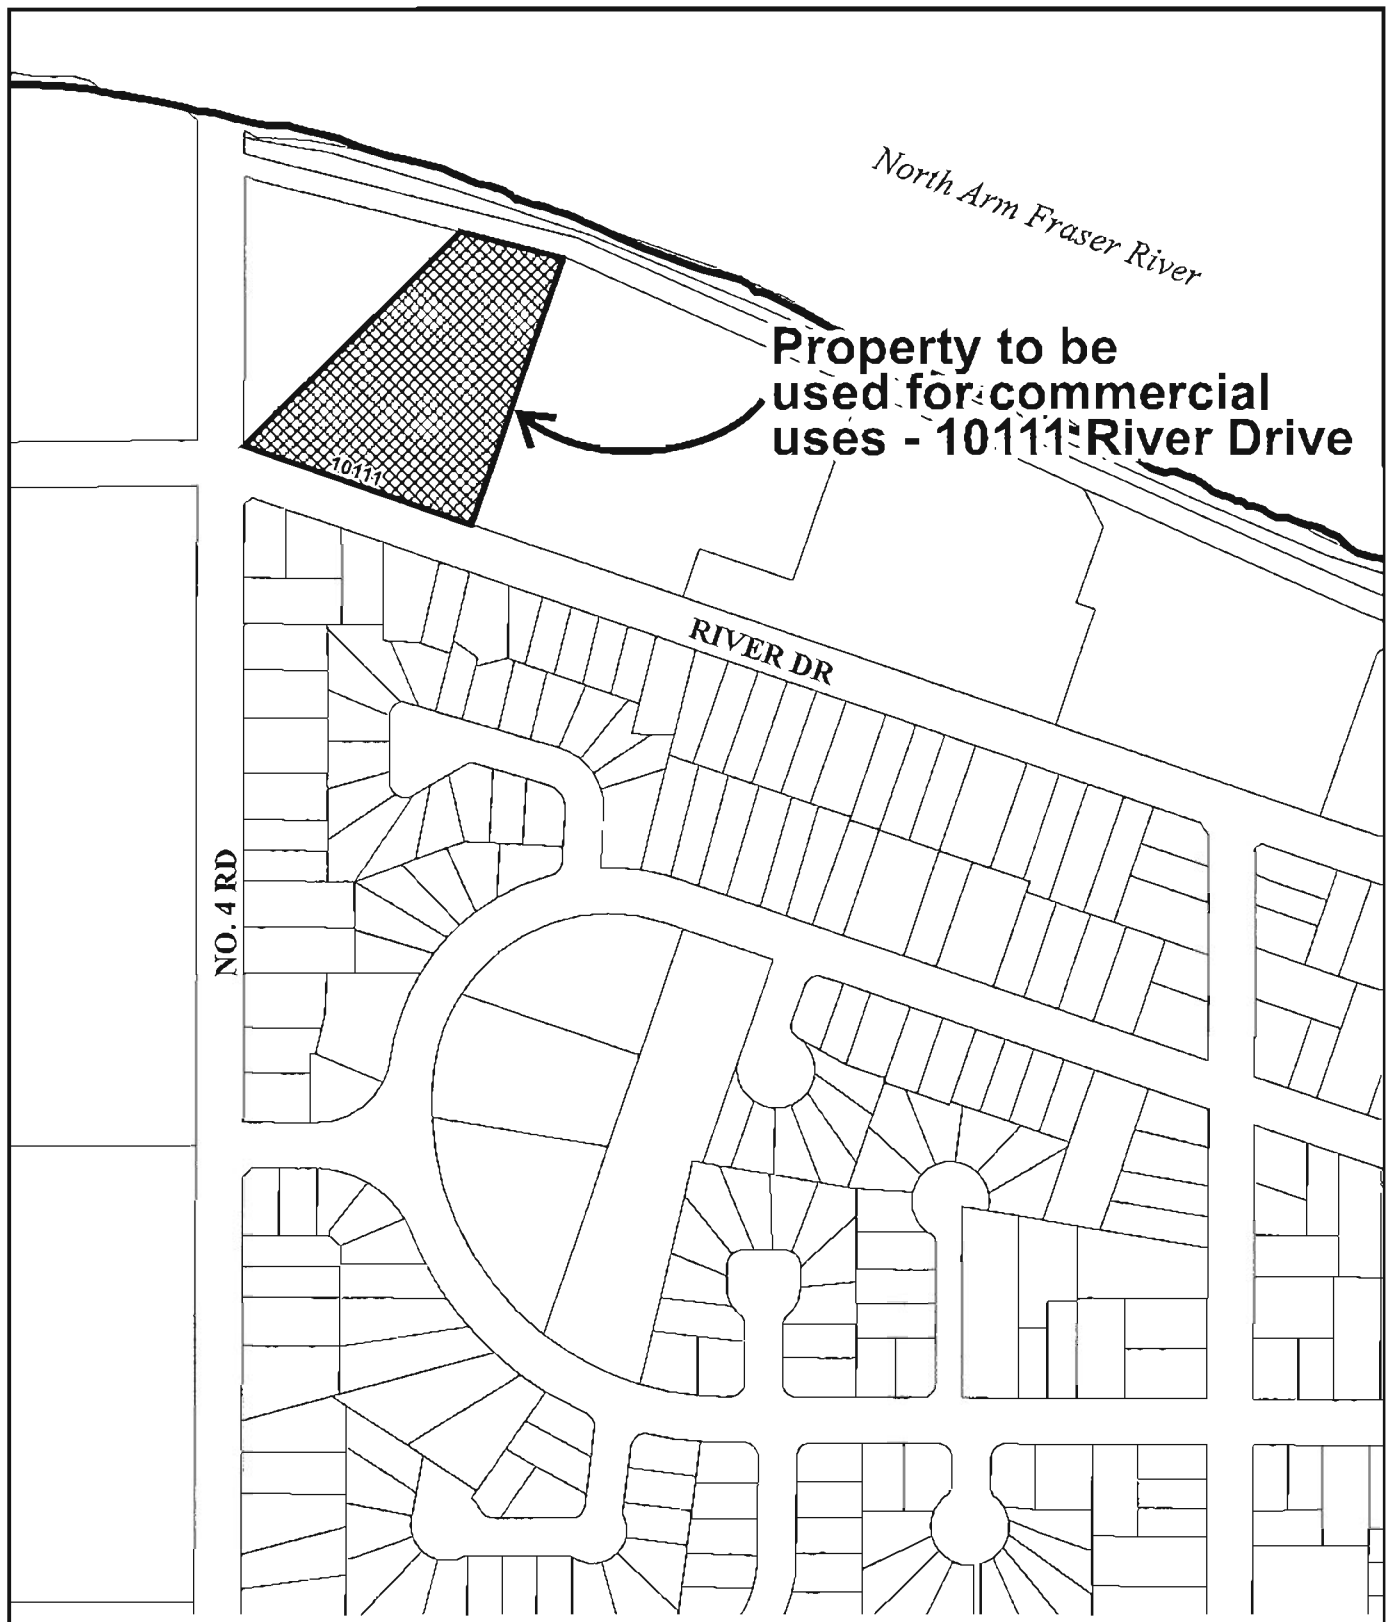 North Arm Fraser River
Property to be
used for commercial
uses - 10111 River Drive
10111
RIVER DR
NO. 4 RD